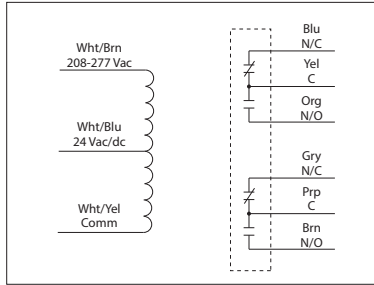 Wht/Brn
208-277 Vac
Wht/Blu
24 Vac/dc
Wht/Yel
Comm
Blu
N/C
Yel
C
Org
N/O
Gry
N/C
Prp
C
Brn
N/O